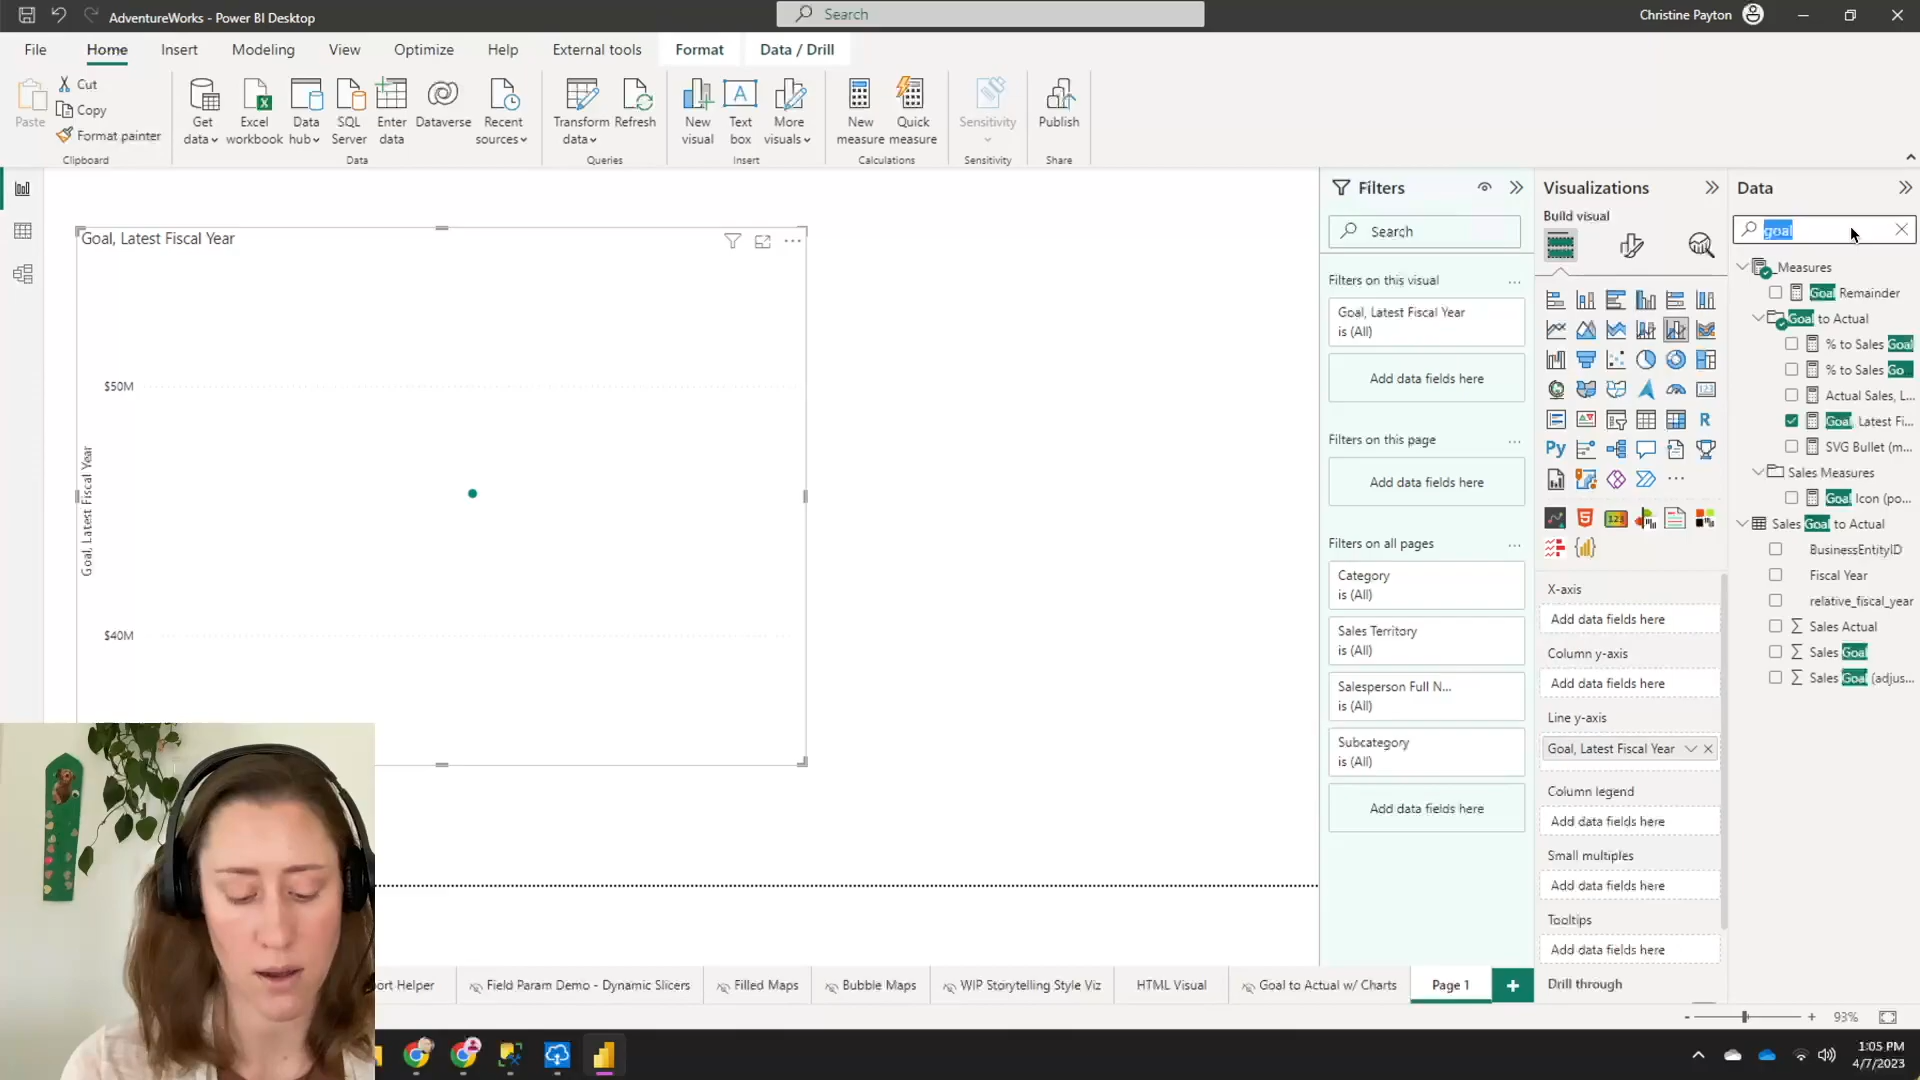 AdventureWorks - Power BI Desktop
Search
Christine Payton
File
Home
Insert
Modeling
View
Optimize
Help
External tools
Format
Data / Drill
Paste
Cut
Copy
Format painter
Clipboard
Get data
Excel workbook
Data hub
SQL Server
Enter data
Dataverse
Recent sources
Data
Transform data
Refresh
Queries
New visual
Text box
More visuals
Insert
New measure
Quick measure
Calculations
Sensitivity
Sensitivity
Publish
Share
Goal, Latest Fiscal Year
$50M
Goal, Latest Fiscal Year
$40M
Filters
Search
Filters on this visual
...
Goal, Latest Fiscal Year
is (All)
Add data fields here
Filters on this page
...
Add data fields here
Filters on all pages
...
Category
is (All)
Sales Territory
is (All)
Salesperson Full N...
is (All)
Subcategory
is (All)
Add data fields here
Visualizations
Build visual
123
R
Py
...
123
X-axis
Add data fields here
Column y-axis
Add data fields here
Line y-axis
Goal, Latest Fiscal Year
Column legend
Add data fields here
Small multiples
Add data fields here
Tooltips
Add data fields here
Drill through
Data
goal
_Measures
Goal Remainder
Goal to Actual
% to Sales Goal
% to Sales Go...
Actual Sales, L...
Goal, Latest Fi...
SVG Bullet (m...
Sales Measures
Goal Icon (po...
Sales Goal to Actual
BusinessEntityID
Fiscal Year
relative_fiscal_year
Sales Actual
Sales Goal
Sales Goal (adjus...
ort Helper
Field Param Demo - Dynamic Slicers
Filled Maps
Bubble Maps
WIP Storytelling Style Viz
HTML Visual
Goal to Actual w/ Charts
Page 1
+
- + 93%
1:05 PM
4/7/2023